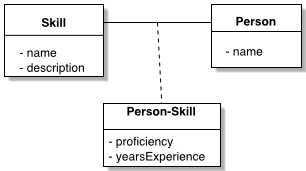 Skill
- name
- description
Person
- name
Person-Skill
- proficiency
- yearsExperience